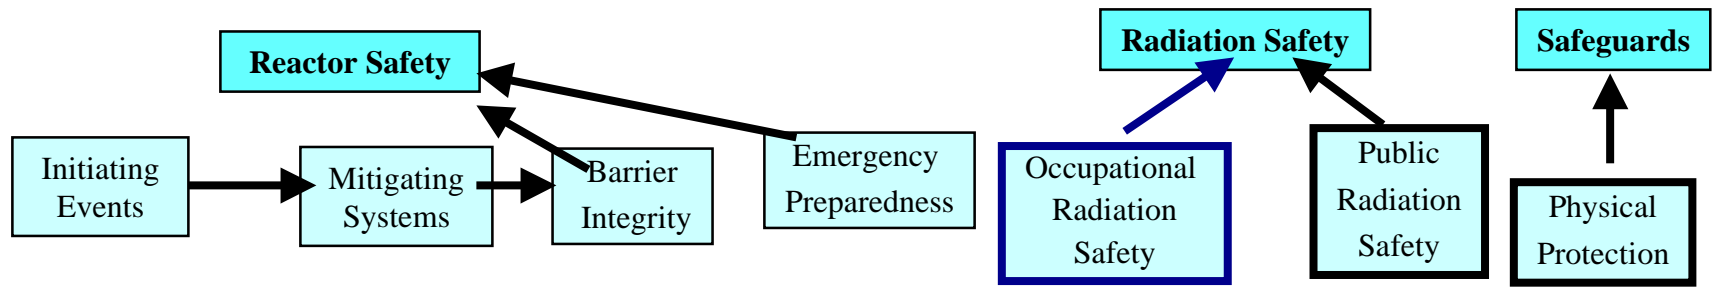 Reactor Safety
Radiation Safety
Safeguards
Initiating
Events
Mitigating
Systems
Barrier
Integrity
Emergency
Preparedness
Occupational
Radiation
Safety
Public
Radiation
Safety
Physical
Protection